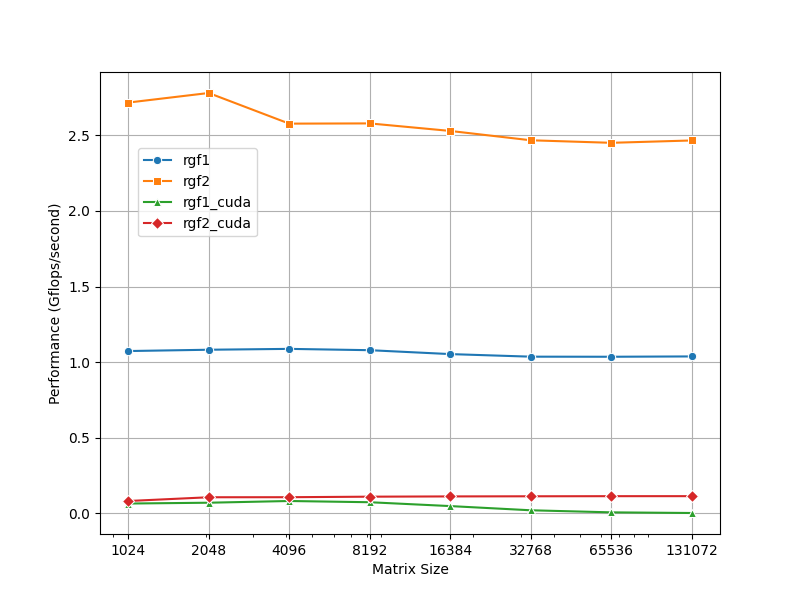 Performance (Gflops/second)
2.5
2.0
1.5
1.0
0.5
0.0
rgf1
rgf2
rgf1_cuda
rgf2_cuda
1024 2048 4096 8192 16384 32768 65536 131072
Matrix Size